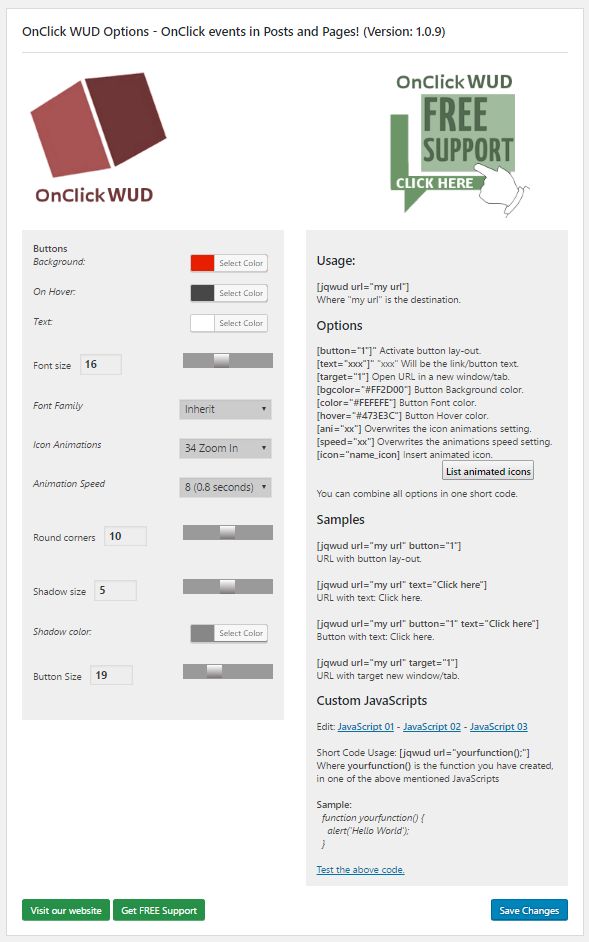 OnClick WUD Options - OnClick events in Posts and Pages! (Version: 1.0.9)
OnClick WUD
OnClick WUD
FREE
SUPPORT
CLICK HERE
Buttons
Background:
Select Color
On Hover:
Select Color
Text:
Select Color
Font size 16
Font Family
Inherit
Icon Animations
34 Zoom In
Animation Speed
8 (0.8 seconds)
Round corners 10
Shadow size 5
Shadow color:
Select Color
Button Size 19
Usage:
[jqwud url="my url"]
Where "my url" is the destination.
Options
[button="1"]" Activate button lay-out.
[text="xxx"]" "xxx" Will be the link/button text.
[target="1"] Open URL in a new window/tab.
[bgcolor="#FF2D00"] Button Background color.
[color="#FEFEFE"] Button Font color.
[hover="#473E3C"] Button Hover color.
[ani="xx"] Overwrites the icon animations setting.
[speed="xx"] Overwrites the animations speed setting.
[icon="name_icon] Insert animated icon.
List animated icons
You can combine all options in one short code.
Samples
[jqwud url="my url" button="1"]
URL with button lay-out.
[jqwud url="my url" text="Click here"]
URL with text: Click here.
[jqwud url="my url" button="1" text="Click here"]
Button with text: Click here.
[jqwud url="my url" target="1"]
URL with target new window/tab.
Custom JavaScripts
Edit: JavaScript 01 - JavaScript 02 - JavaScript 03
Short Code Usage: [jqwud url="yourfunction();"]
Where yourfunction() is the function you have created,
in one of the above mentioned JavaScripts
Sample:
function yourfunction() {
alert('Hello World');
}
Test the above code.
Visit our website
Get FREE Support
Save Changes